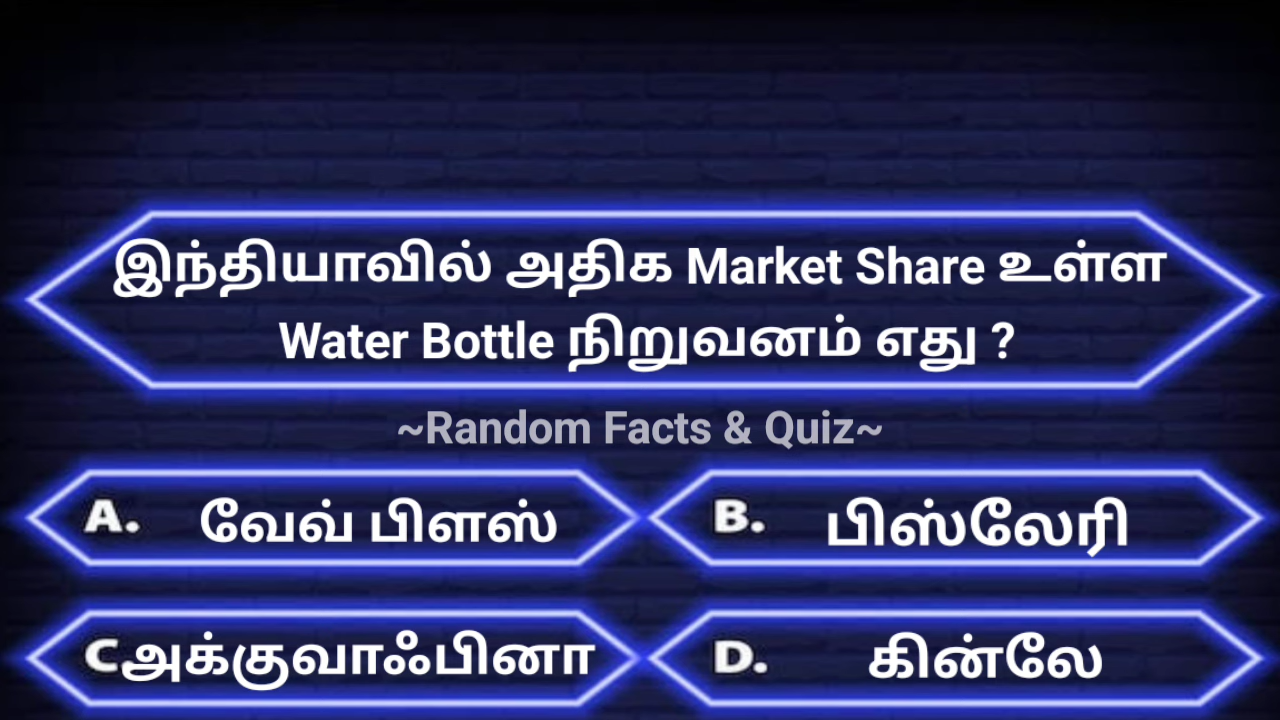 இந்தியாவில் அதிக Market Share உள்ள
Water Bottle நிறுவனம் எது ?
~Random Facts & Quiz~
A. வேவ் பிளஸ்
B. பிஸ்லேரி
C.அக்குவாஃபினா
D. கின்லே